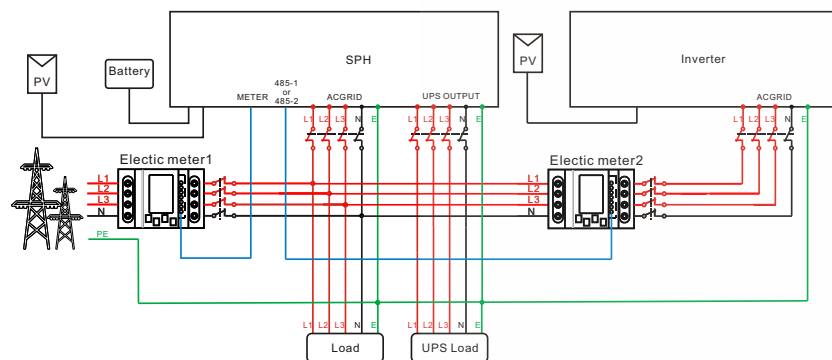 SPH
Inverter
PV
Battery
PV
METER
485-1
or
485-2
ACGRID
UPS OUTPUT
ACGRID
L1 L2 L3 N E
L1 L2 L3 N E
L1 L2 L3 N E
Electic meter1
Electic meter2
L1
L2
L3
N
PE
L1
L2
L3
N
L1 L2 L3 N E
L1 L2 L3 N E
Load
UPS Load